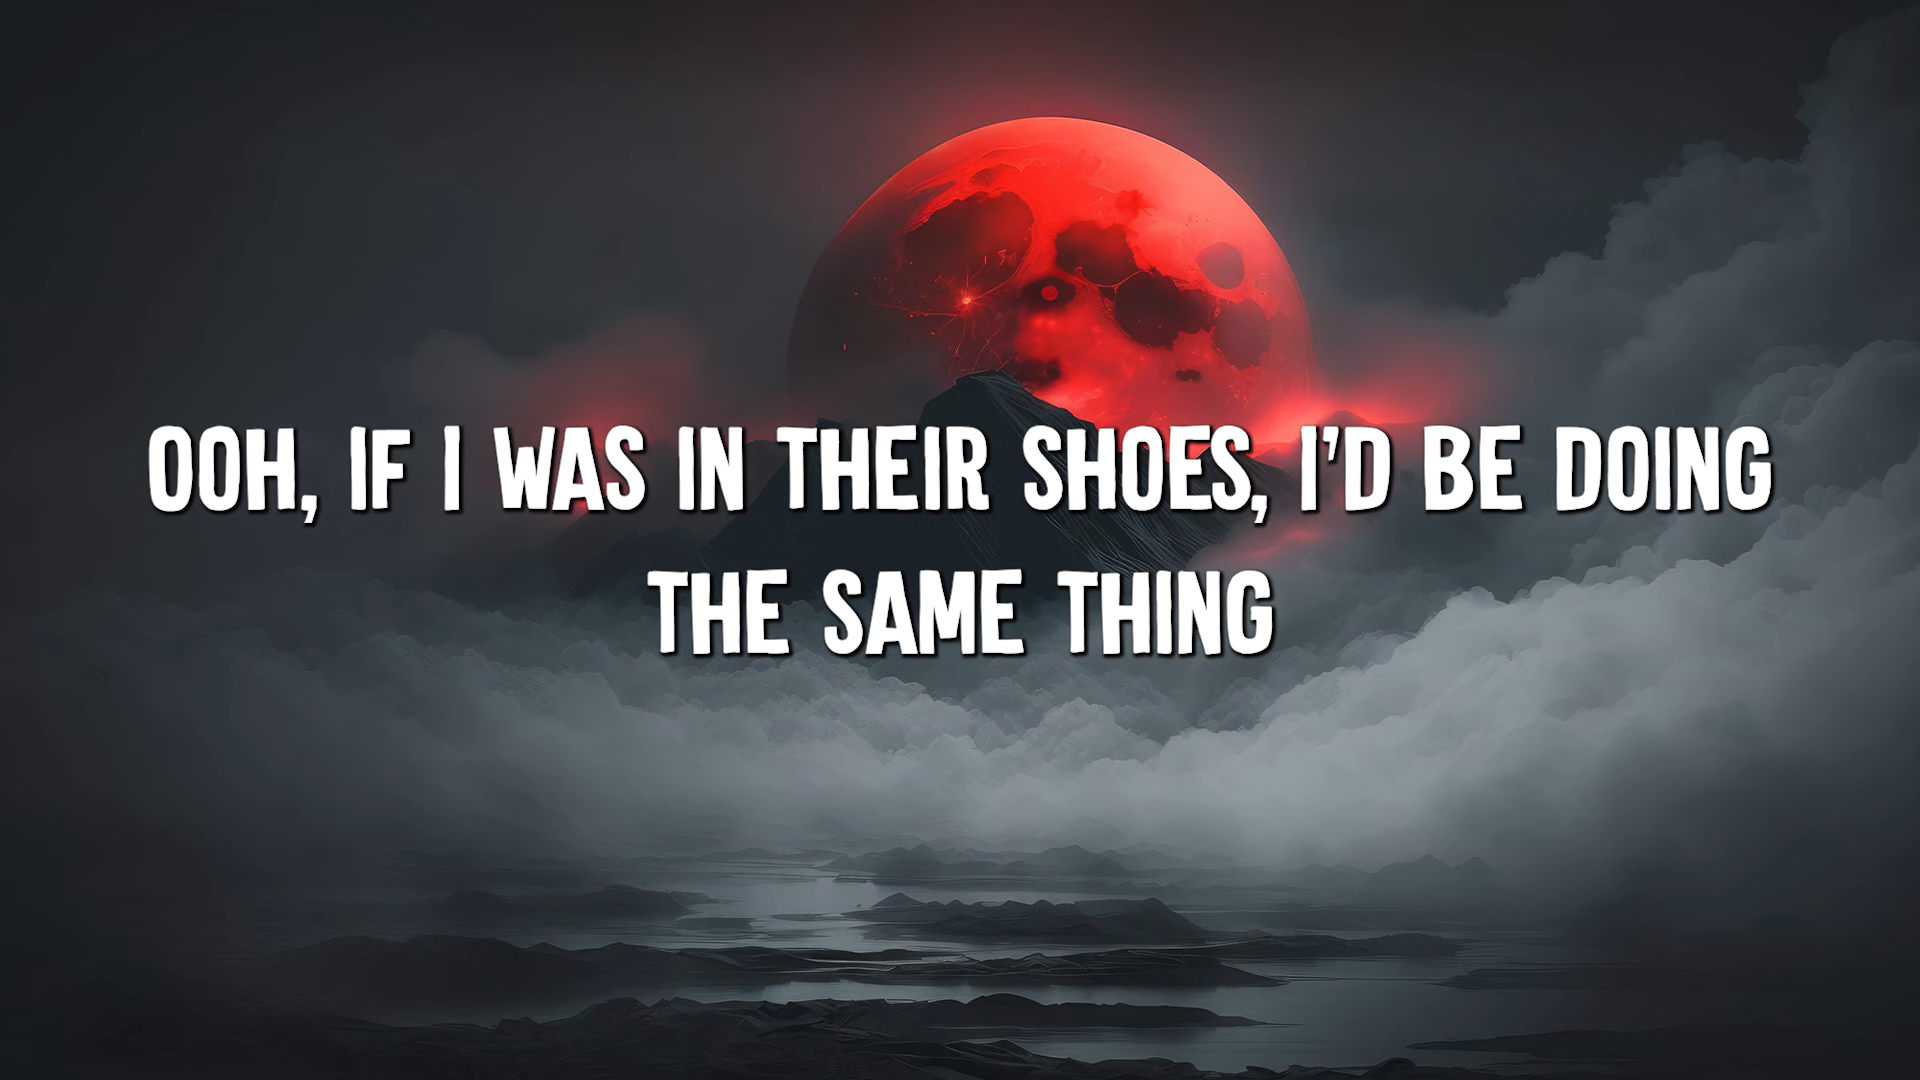 OOH, IF I WAS IN THEIR SHOES, I'D BE DOING
THE SAME THING